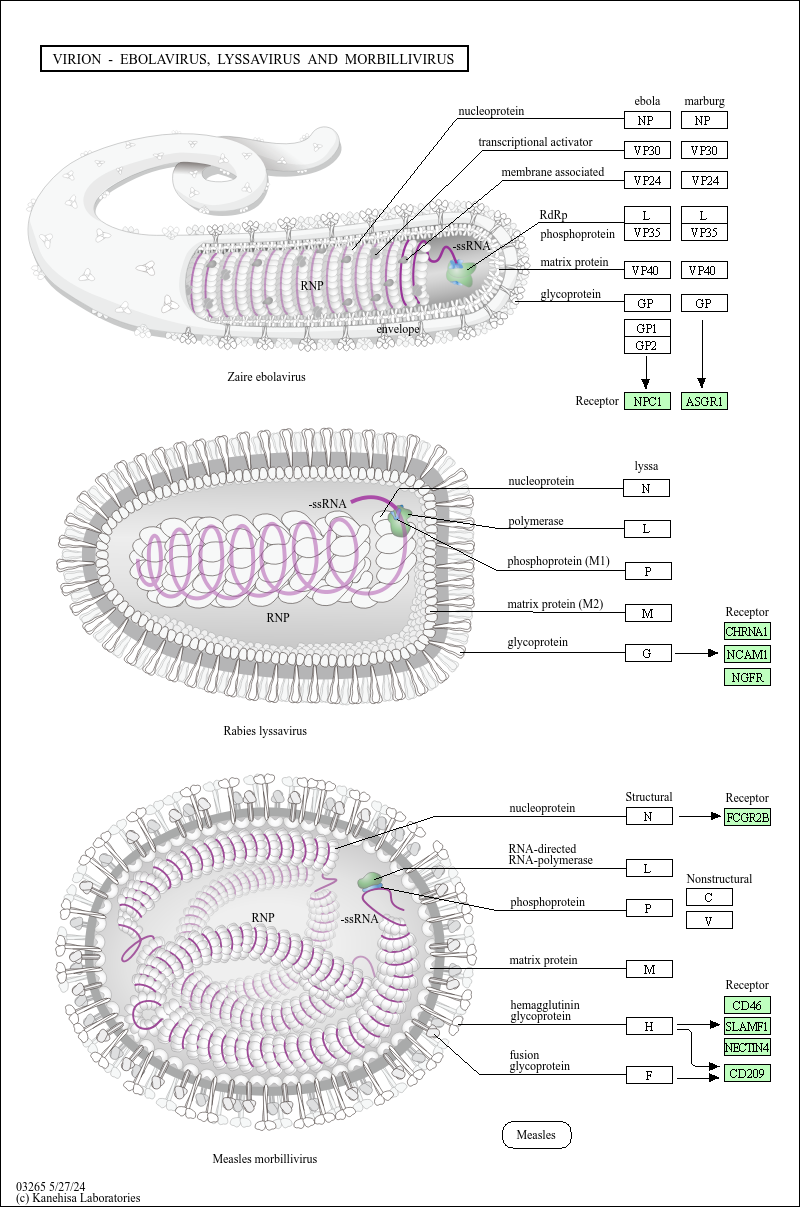 VIRION - EBOLAVIRUS, LYSSAVIRUS AND MORBILLIVIRUS
ebola marburg
nucleoprotein NP NP
transcriptional activator VP30 VP30
membrane associated VP24 VP24
RdRp L L
phosphoprotein VP35 VP35
-ssRNA
matrix protein VP40 VP40
RNP
glycoprotein GP GP
envelope GP1
GP2
Zaire ebolavirus
Receptor NPC1 ASGR1
lyssa
nucleoprotein N
-ssRNA
polymerase L
phosphoprotein (M1) P
matrix protein (M2) M
RNP
Receptor
CHRNA1
glycoprotein G NCAM1
NGFR
Rabies lyssavirus
Structural Receptor
nucleoprotein N FCGR2B
RNA-directed
RNA-polymerase L
Nonstructural
C
phosphoprotein P
V
RNP -ssRNA
matrix protein M
Receptor
CD46
hemagglutinin
glycoprotein H SLAMF1
NECTIN4
fusion
glycoprotein F CD209
Measles
Measles morbillivirus
03265 5/27/24
(c) Kanehisa Laboratories